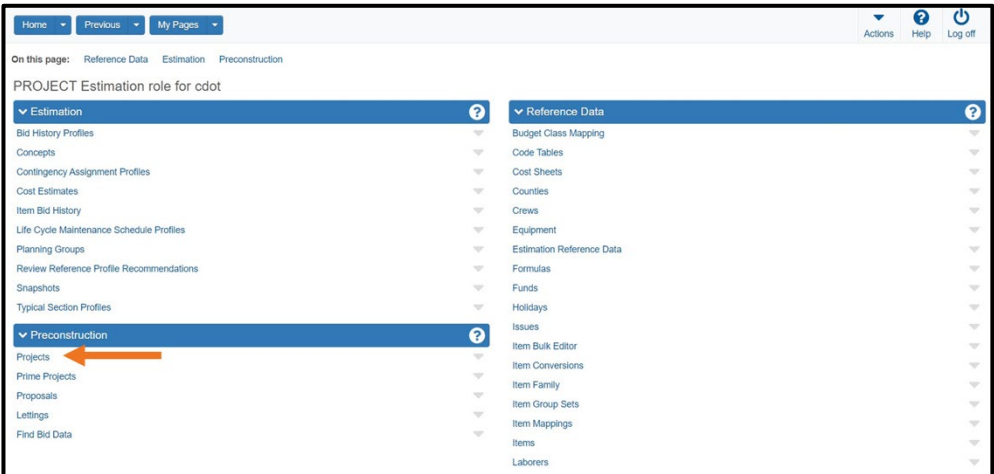 Home Previous My Pages
Actions Help Log off
On this page: Reference Data Estimation Preconstruction
PROJECT Estimation role for cdot
Estimation ?
Bid History Profiles
Concepts
Contingency Assignment Profiles
Cost Estimates
Item Bid History
Life Cycle Maintenance Schedule Profiles
Planning Groups
Review Reference Profile Recommendations
Snapshots
Typical Section Profiles
Preconstruction ?
Projects
Prime Projects
Proposals
Lettings
Find Bid Data
Reference Data ?
Budget Class Mapping
Code Tables
Cost Sheets
Counties
Crews
Equipment
Estimation Reference Data
Formulas
Funds
Holidays
Issues
Item Bulk Editor
Item Conversions
Item Family
Item Group Sets
Item Mappings
Items
Laborers